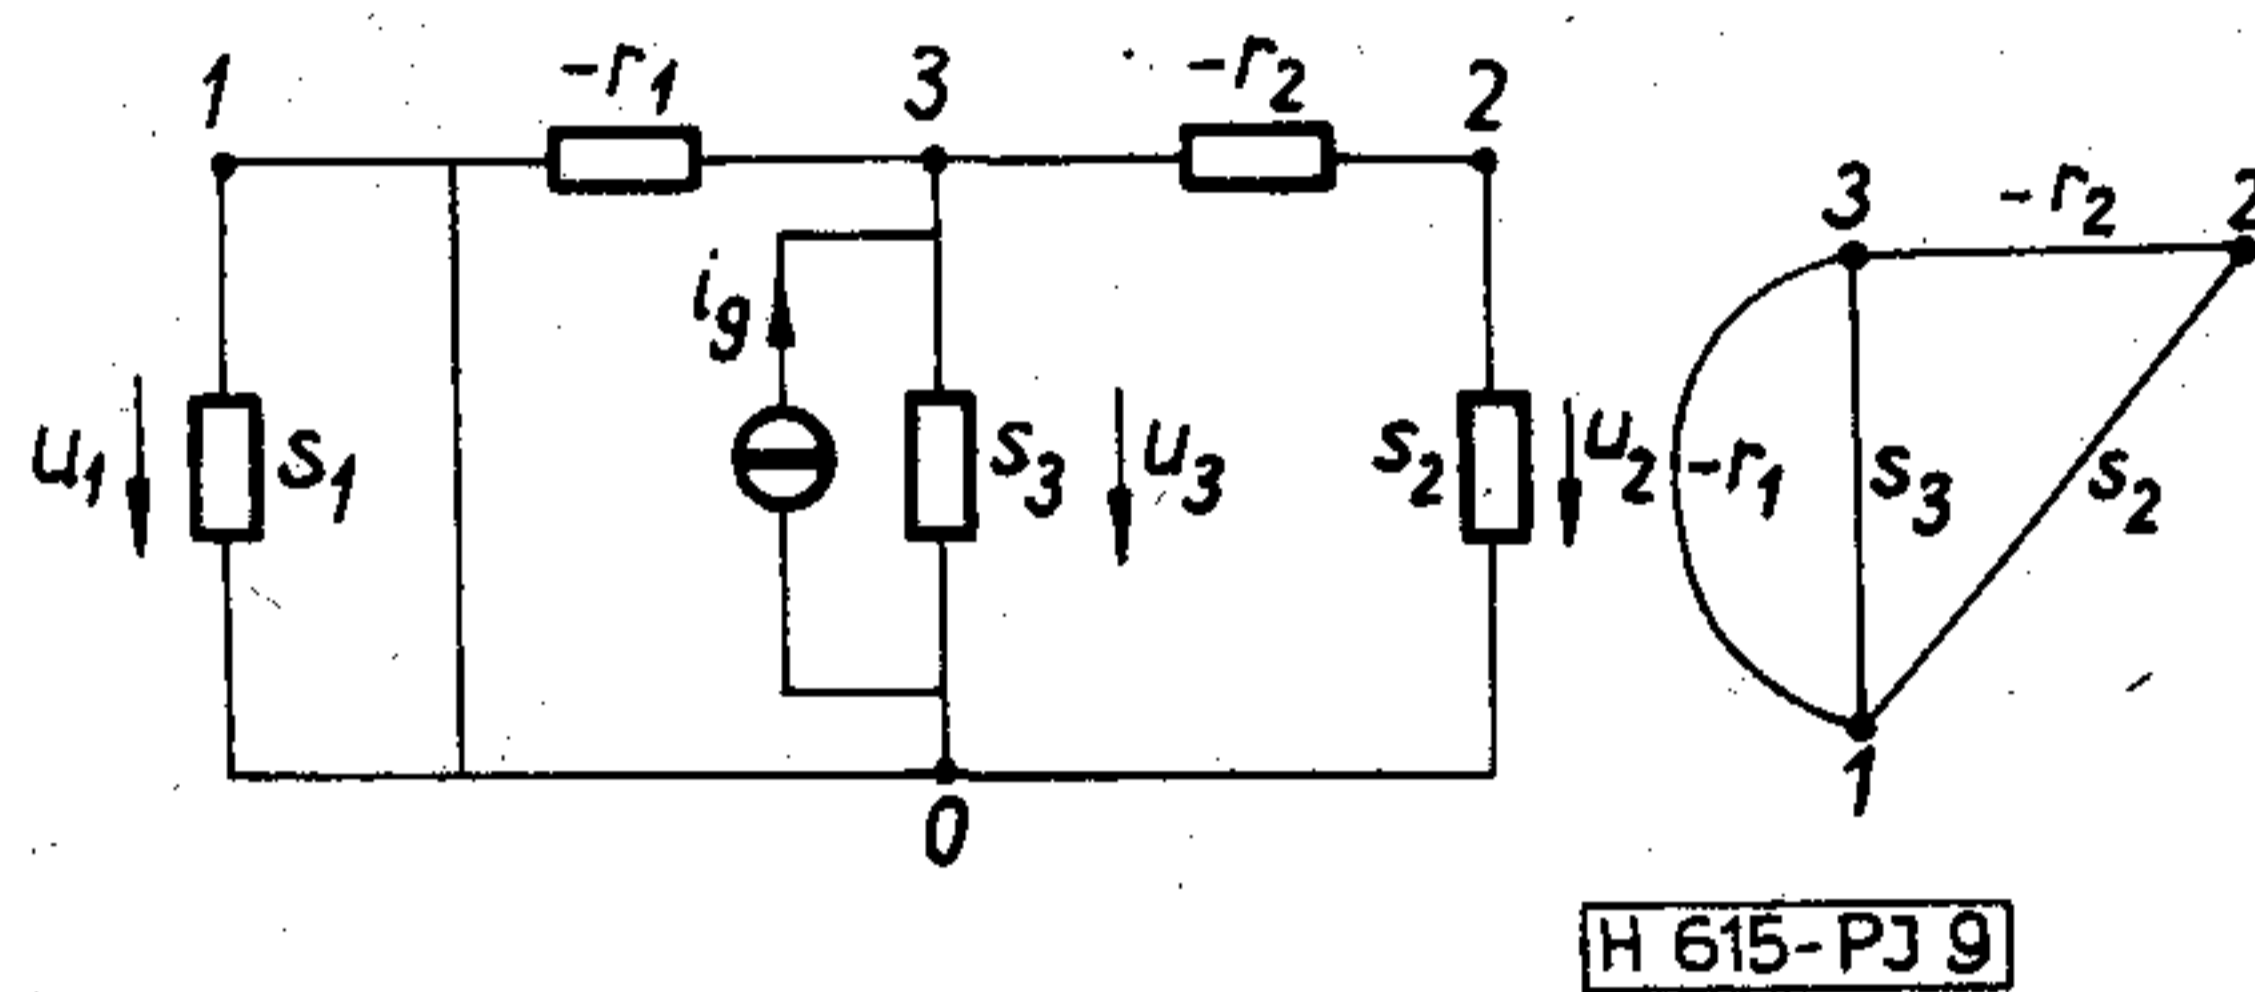 1 -r1 3 -r2 2
3 -r2 2
ig
u1 s1 s3 u3 s2 u2 -r1 s3 s2
0 1
H 615-PJ 9